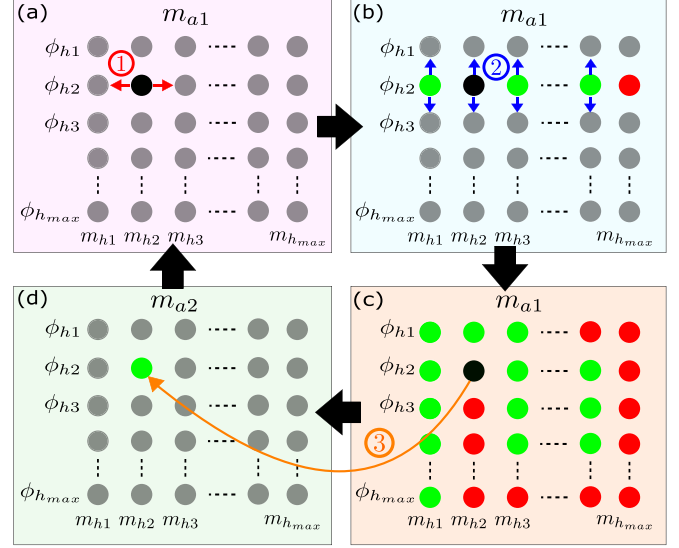 (a) m_{a1}
ϕ_{h1}
①
ϕ_{h2}
ϕ_{h3}
ϕ_{h_{max}}
m_{h1} m_{h2} m_{h3} m_{h_{max}}
(b) m_{a1}
ϕ_{h1}
②
ϕ_{h2}
ϕ_{h3}
ϕ_{h_{max}}
m_{h1} m_{h2} m_{h3} m_{h_{max}}
(d) m_{a2}
ϕ_{h1}
ϕ_{h2}
ϕ_{h3}
ϕ_{h_{max}}
m_{h1} m_{h2} m_{h3} m_{h_{max}}
(c) m_{a1}
ϕ_{h1}
ϕ_{h2}
ϕ_{h3}
③
ϕ_{h_{max}}
m_{h1} m_{h2} m_{h3} m_{h_{max}}